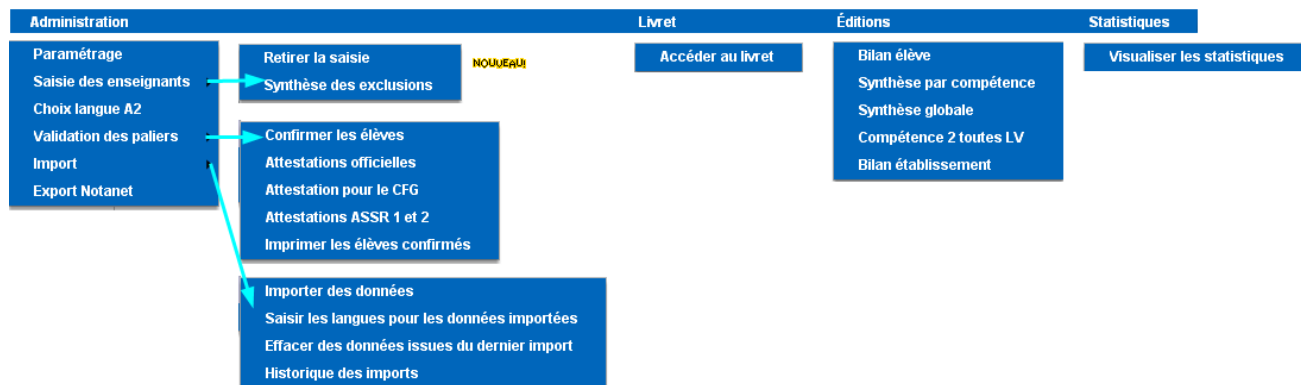 Administration
Livret
Éditions
Statistiques
Paramétrage
Saisie des enseignants
Choix langue A2
Validation des paliers
Import
Export Notanet
Retirer la saisie
Synthèse des exclusions
NOUVEAU!
Confirmer les élèves
Attestations officielles
Attestation pour le CFG
Attestations ASSR 1 et 2
Imprimer les élèves confirmés
Importer des données
Saisir les langues pour les données importées
Effacer des données issues du dernier import
Historique des imports
Accéder au livret
Bilan élève
Synthèse par compétence
Synthèse globale
Compétence 2 toutes LV
Bilan établissement
Visualiser les statistiques